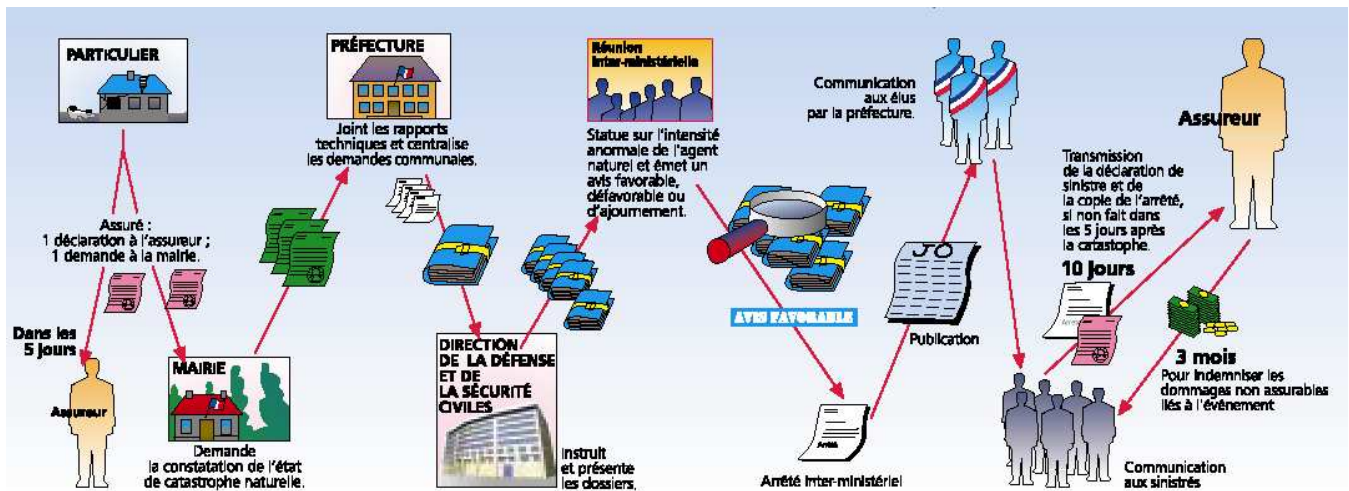 PARTICULIER
Assuré :
1 déclaration à l'assureur ;
1 demande à la mairie.
Dans les
5 jours
Assureur
MAIRIE
Demande
la constatation de l'état
de catastrophe naturelle.
PRÉFECTURE
Joint les rapports
techniques et centralise
les demandes communales.
DIRECTION
DE LA DÉFENSE
ET DE
LA SÉCURITÉ
CIVILES
Instruit
et présente
les dossiers.
Réunion
inter-ministérielle
Statue sur l'intensité
anormale de l'agent
naturel et émet un
avis favorable,
défavorable ou
d'ajournement.
AVIS FAVORABLE
Arrêté
Arrêté inter-ministériel
JO
Publication
Communication
aux élus
par la préfecture.
Assureur
Transmission
de la déclaration de
sinistre et de
la copie de l'arrêté,
si non fait dans
les 5 jours après
la catastrophe.
10 jours
Arrêté
3 mois
Pour indemniser les
dommages non assurables
liés à l'événement
Communication
aux sinistrés